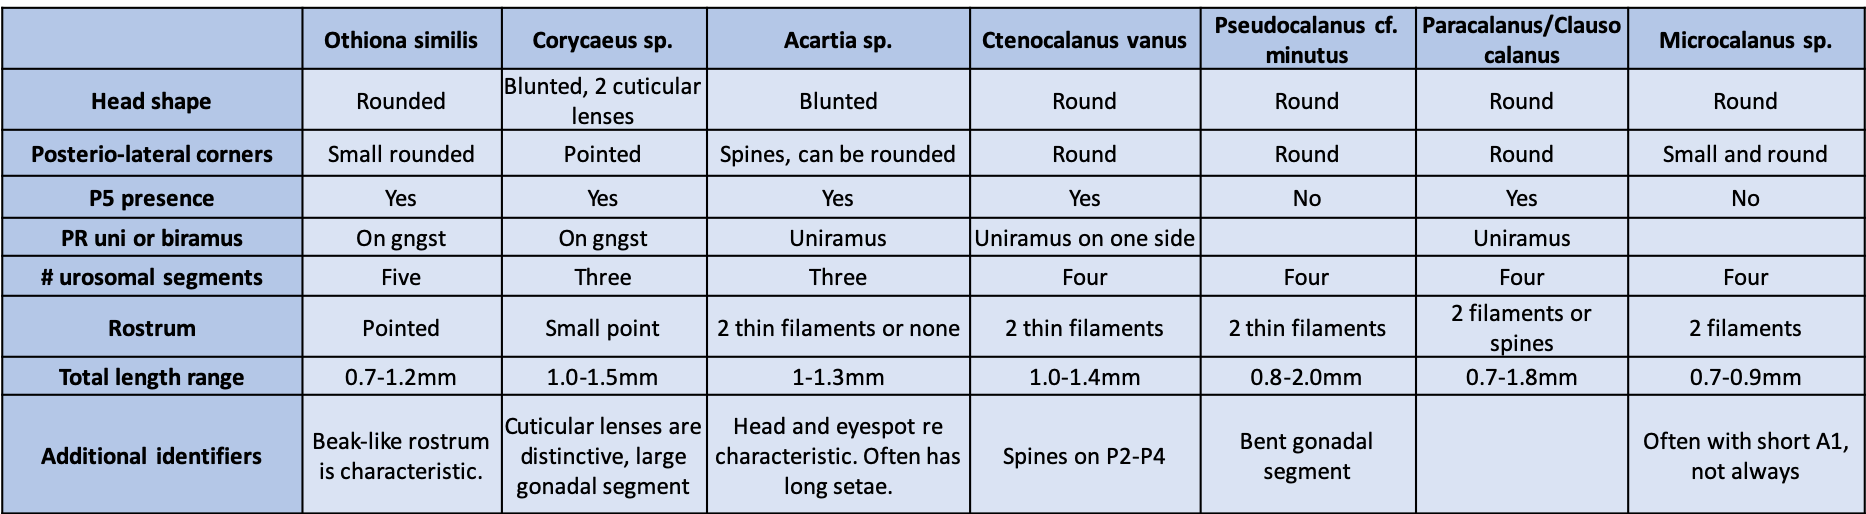 Othiona similis Corycaeus sp. Acartia sp. Ctenocalanus vanus Pseudocalanus cf. minutus Paracalanus/Clauso calanus Microcalanus sp.
Head shape Rounded Blunted, 2 cuticular lenses Blunted Round Round Round Round
Posterio-lateral corners Small rounded Pointed Spines, can be rounded Round Round Round Small and round
P5 presence Yes Yes Yes Yes No Yes No
PR uni or biramus On gngst On gngst Uniramus Uniramus on one side Uniramus
# urosomal segments Five Three Three Four Four Four Four
Rostrum Pointed Small point 2 thin filaments or none 2 thin filaments 2 thin filaments 2 filaments or spines 2 filaments
Total length range 0.7-1.2mm 1.0-1.5mm 1-1.3mm 1.0-1.4mm 0.8-2.0mm 0.7-1.8mm 0.7-0.9mm
Additional identifiers Beak-like rostrum is characteristic. Cuticular lenses are distinctive, large gonadal segment Head and eyespot re characteristic. Often has long setae. Spines on P2-P4 Bent gonadal segment Often with short A1, not always